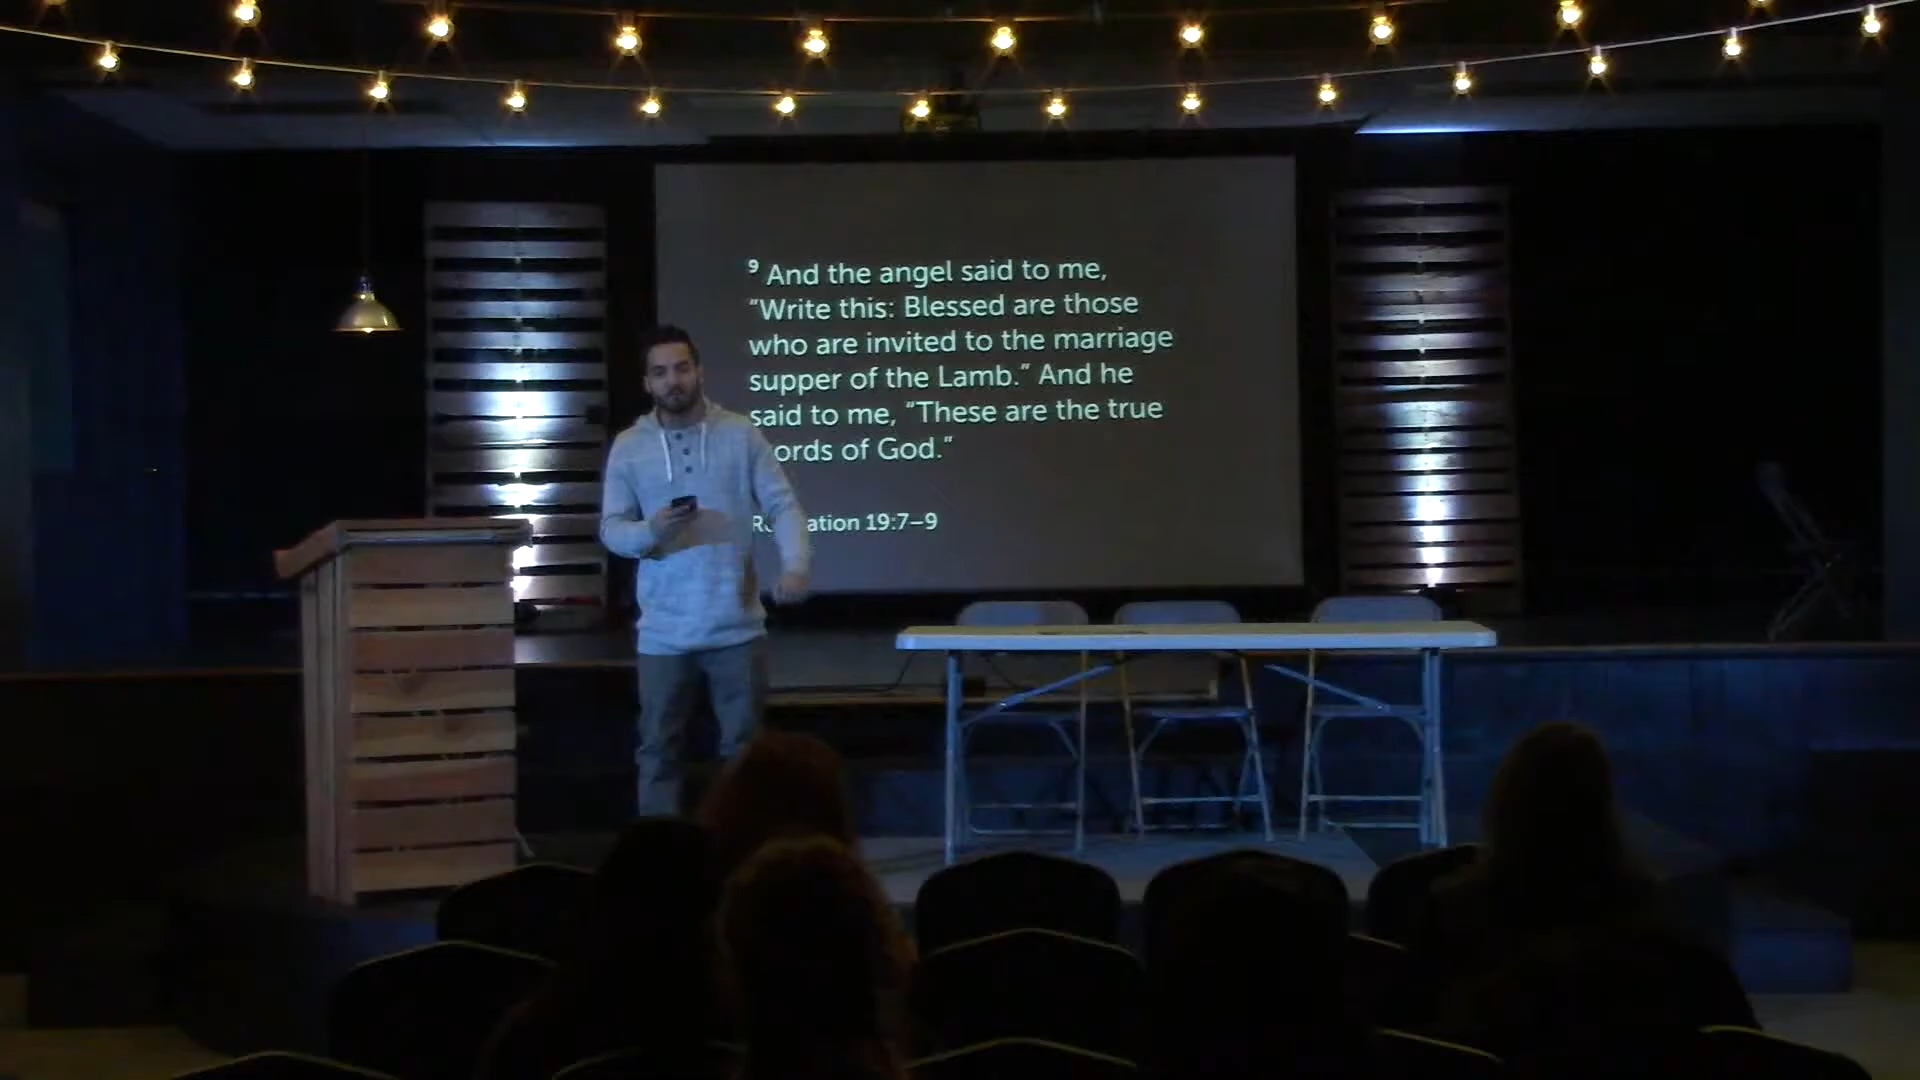 9 And the angel said to me,
“Write this: Blessed are those
who are invited to the marriage
supper of the Lamb.” And he
said to me, “These are the true
ords of God.”
ation 19:7–9